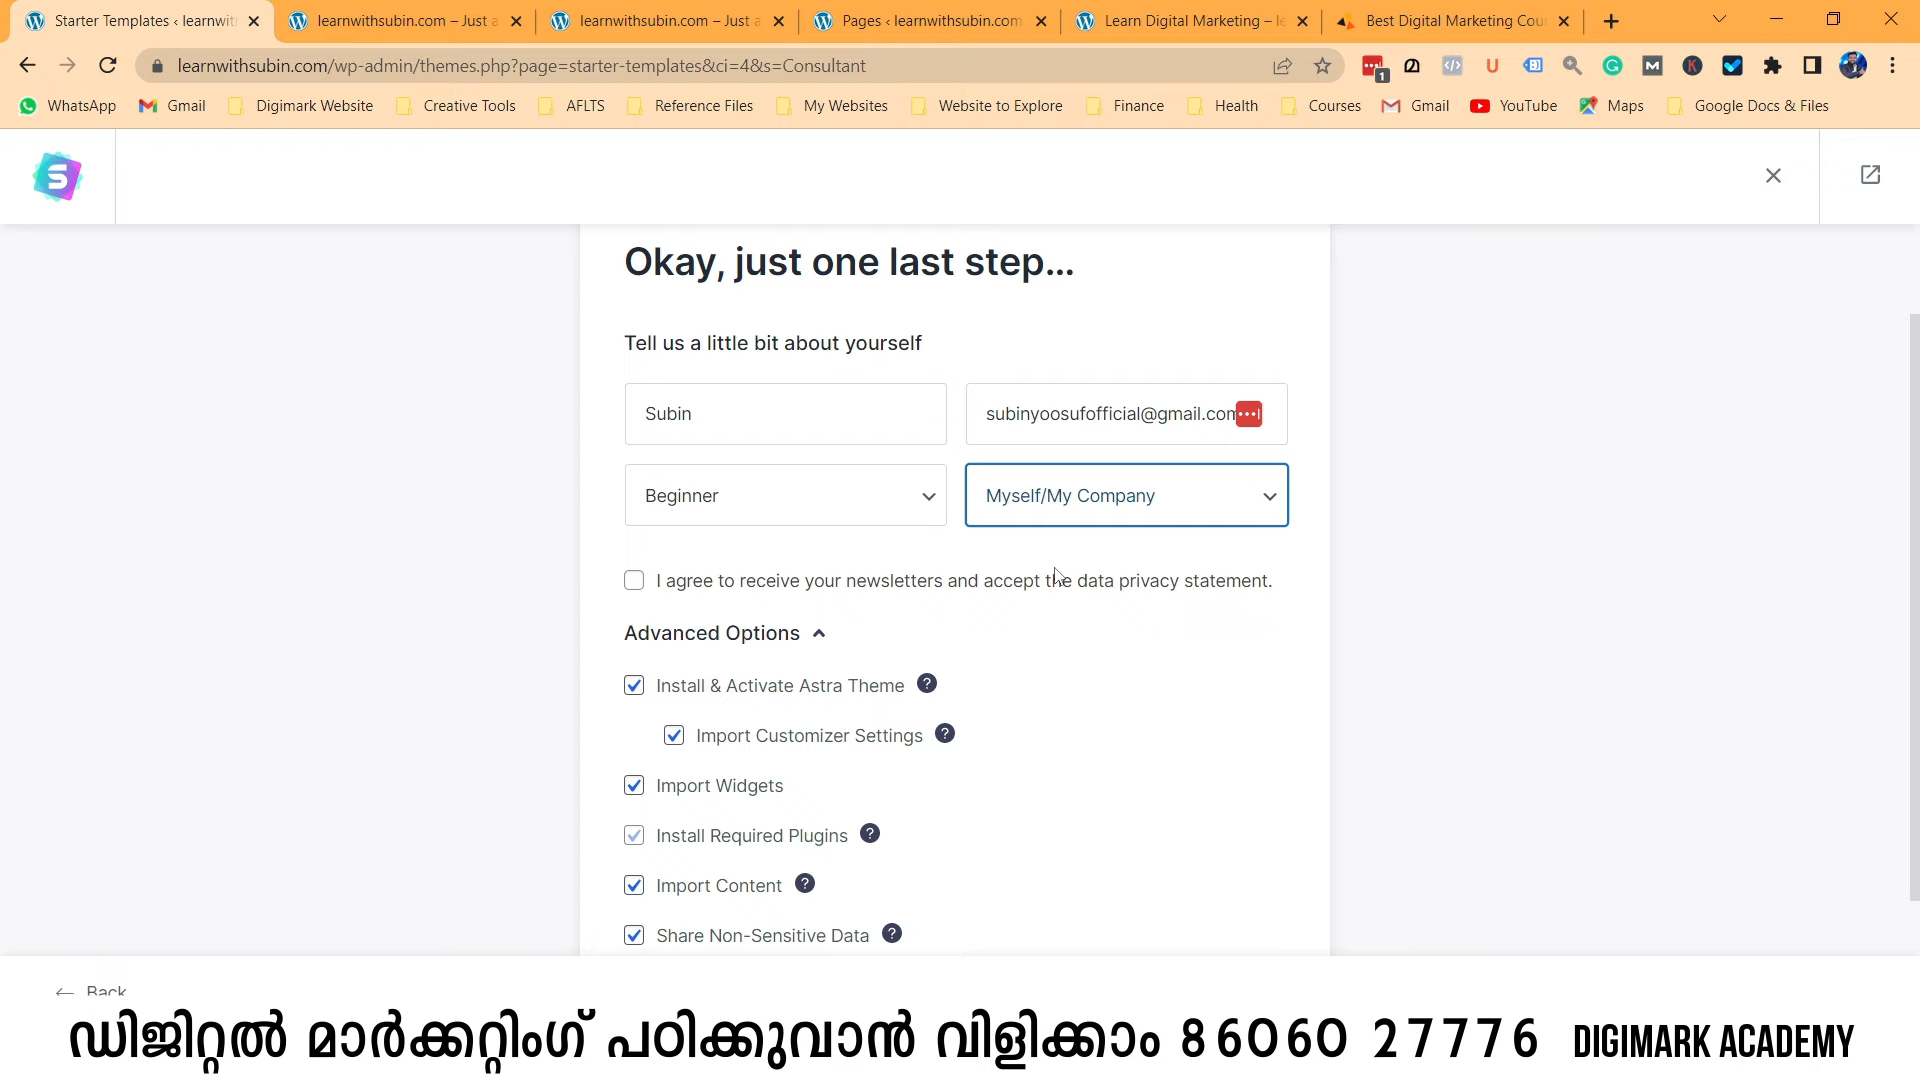 Starter Templates ‹ learnwit
learnwithsubin.com – Just a
learnwithsubin.com – Just a
Pages ‹ learnwithsubin.com
Learn Digital Marketing – le
Best Digital Marketing Cou
learnwithsubin.com/wp-admin/themes.php?page=starter-templates&ci=4&s=Consultant
1
WhatsApp
Gmail
Digimark Website
Creative Tools
AFLTS
Reference Files
My Websites
Website to Explore
Finance
Health
Courses
Gmail
YouTube
Maps
Google Docs & Files
S
Okay, just one last step...
Tell us a little bit about yourself
Subin
subinyoosufofficial@gmail.com
Beginner
Myself/My Company
I agree to receive your newsletters and accept the data privacy statement.
Advanced Options
Install & Activate Astra Theme ?
Import Customizer Settings ?
Import Widgets
Install Required Plugins ?
Import Content ?
Share Non-Sensitive Data ?
← Back
ഡിജിറ്റൽ മാർക്കറ്റിംഗ് പഠിക്കുവാൻ വിളിക്കാം 86060 27776 DIGIMARK ACADEMY